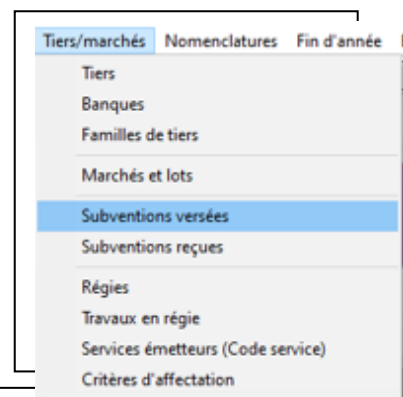 Tiers/marchés Nomenclatures Fin d'année
Tiers
Banques
Familles de tiers
Marchés et lots
Subventions versées
Subventions reçues
Régies
Travaux en régie
Services émetteurs (Code service)
Critères d'affectation